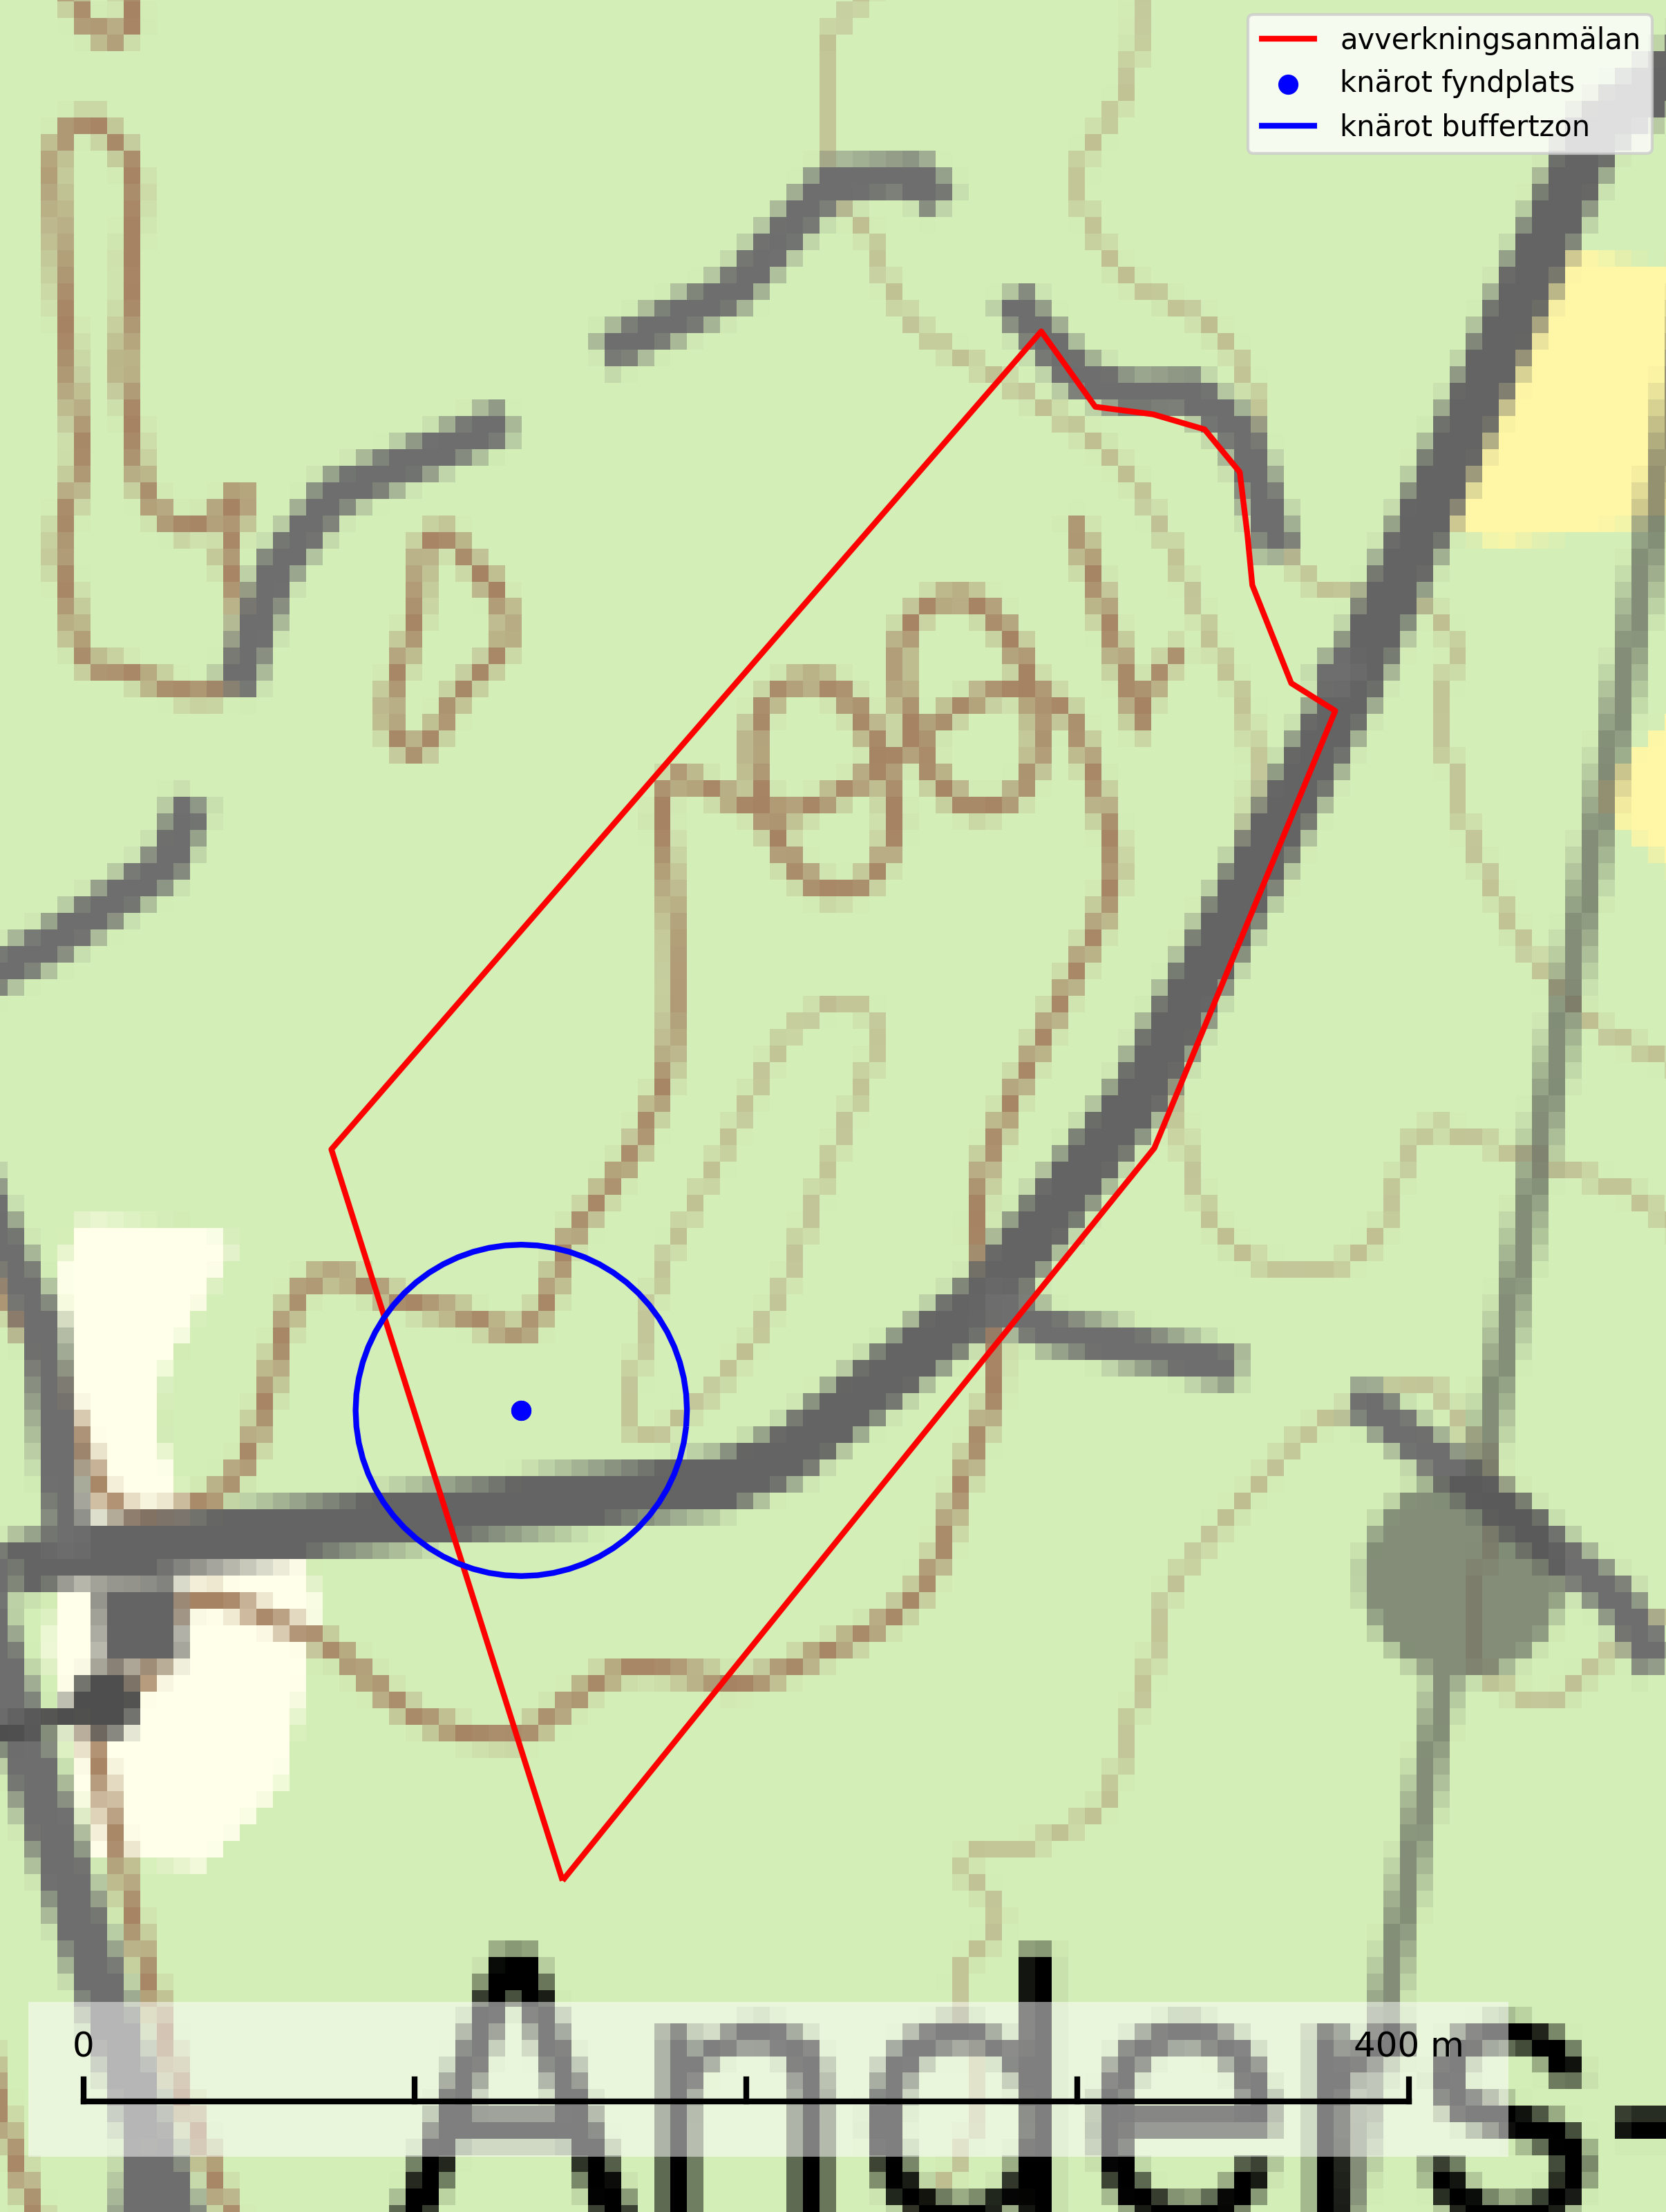 avverkningsanmälan
knärot fyndplats
knärot buffertzon
0 400 m
Anders-